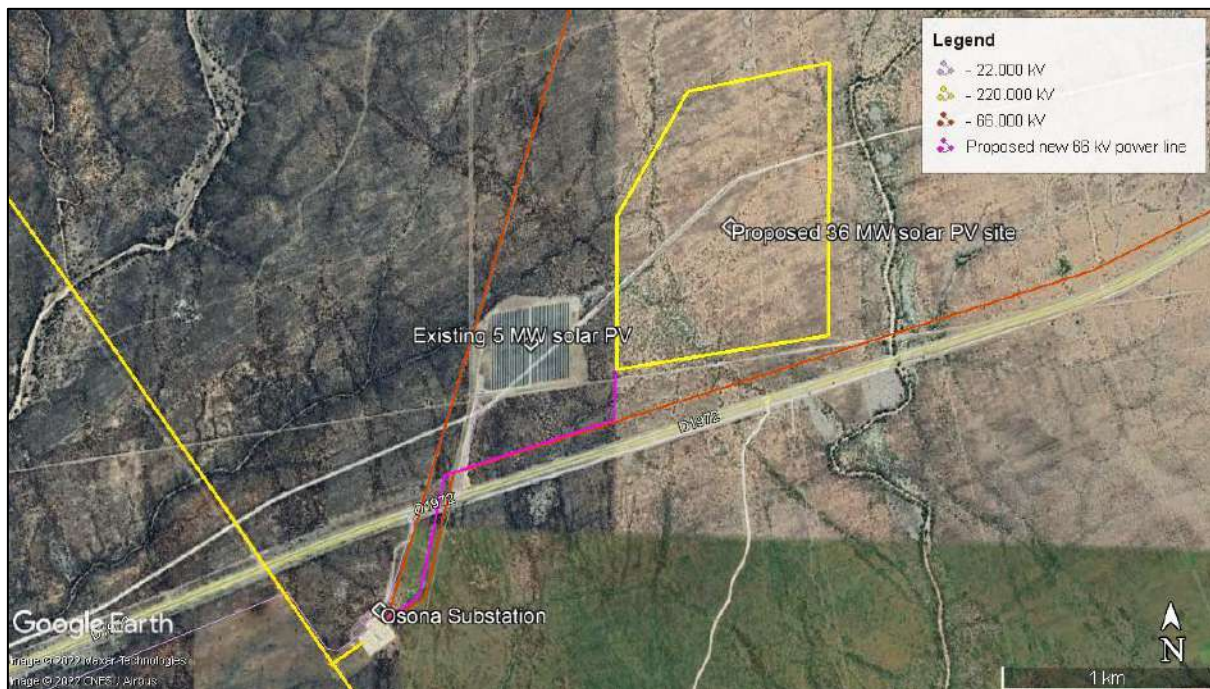 Legend
- 22.000 kV
- 220.000 kV
- 66.000 kV
Proposed new 66 kV power line
Proposed 36 MW solar PV site
Existing 5 MW solar PV
D1972
D1972
Osona Substation
Google Earth
Image © 2022 Maxar Technologies
Image © 2022 CNES / Airbus
N
1 km